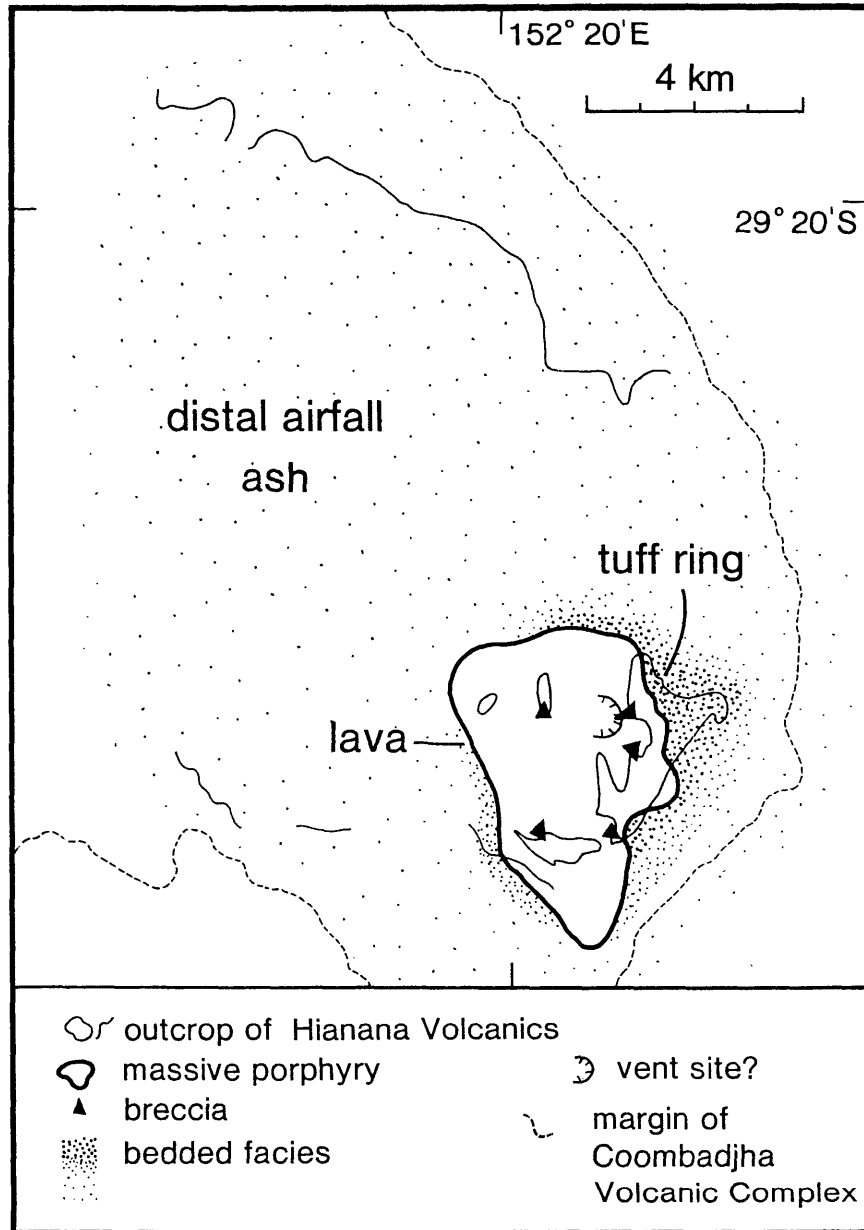 152° 20'E
4 km
29° 20'S
distal airfall
ash
tuff ring
lava
outcrop of Hianana Volcanics
massive porphyry
breccia
bedded facies
vent site?
margin of
Coombadjha
Volcanic Complex